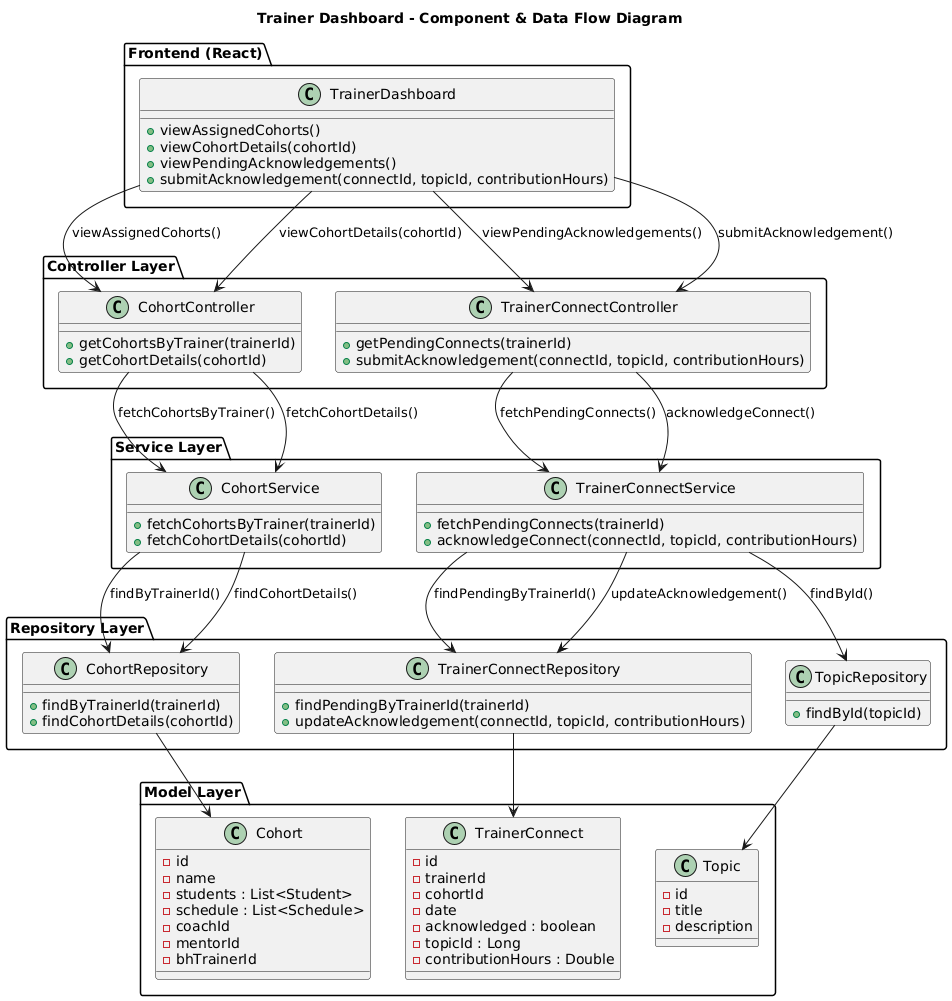 Trainer Dashboard - Component & Data Flow Diagram
Frontend (React)
C TrainerDashboard
viewAssignedCohorts()
viewCohortDetails(cohortId)
viewPendingAcknowledgements()
submitAcknowledgement(connectId, topicId, contributionHours)
viewAssignedCohorts()
viewCohortDetails(cohortId)
viewPendingAcknowledgements()
submitAcknowledgement()
Controller Layer
C CohortController
getCohortsByTrainer(trainerId)
getCohortDetails(cohortId)
C TrainerConnectController
getPendingConnects(trainerId)
submitAcknowledgement(connectId, topicId, contributionHours)
fetchCohortsByTrainer()
fetchCohortDetails()
fetchPendingConnects()
acknowledgeConnect()
Service Layer
C CohortService
fetchCohortsByTrainer(trainerId)
fetchCohortDetails(cohortId)
C TrainerConnectService
fetchPendingConnects(trainerId)
acknowledgeConnect(connectId, topicId, contributionHours)
findByTrainerId()
findCohortDetails()
findPendingByTrainerId()
updateAcknowledgement()
findById()
Repository Layer
C CohortRepository
findByTrainerId(trainerId)
findCohortDetails(cohortId)
C TrainerConnectRepository
findPendingByTrainerId(trainerId)
updateAcknowledgement(connectId, topicId, contributionHours)
C TopicRepository
findById(topicId)
Model Layer
C Cohort
id
name
students : List<Student>
schedule : List<Schedule>
coachId
mentorId
bhTrainerId
C TrainerConnect
id
trainerId
cohortId
date
acknowledged : boolean
topicId : Long
contributionHours : Double
C Topic
id
title
description